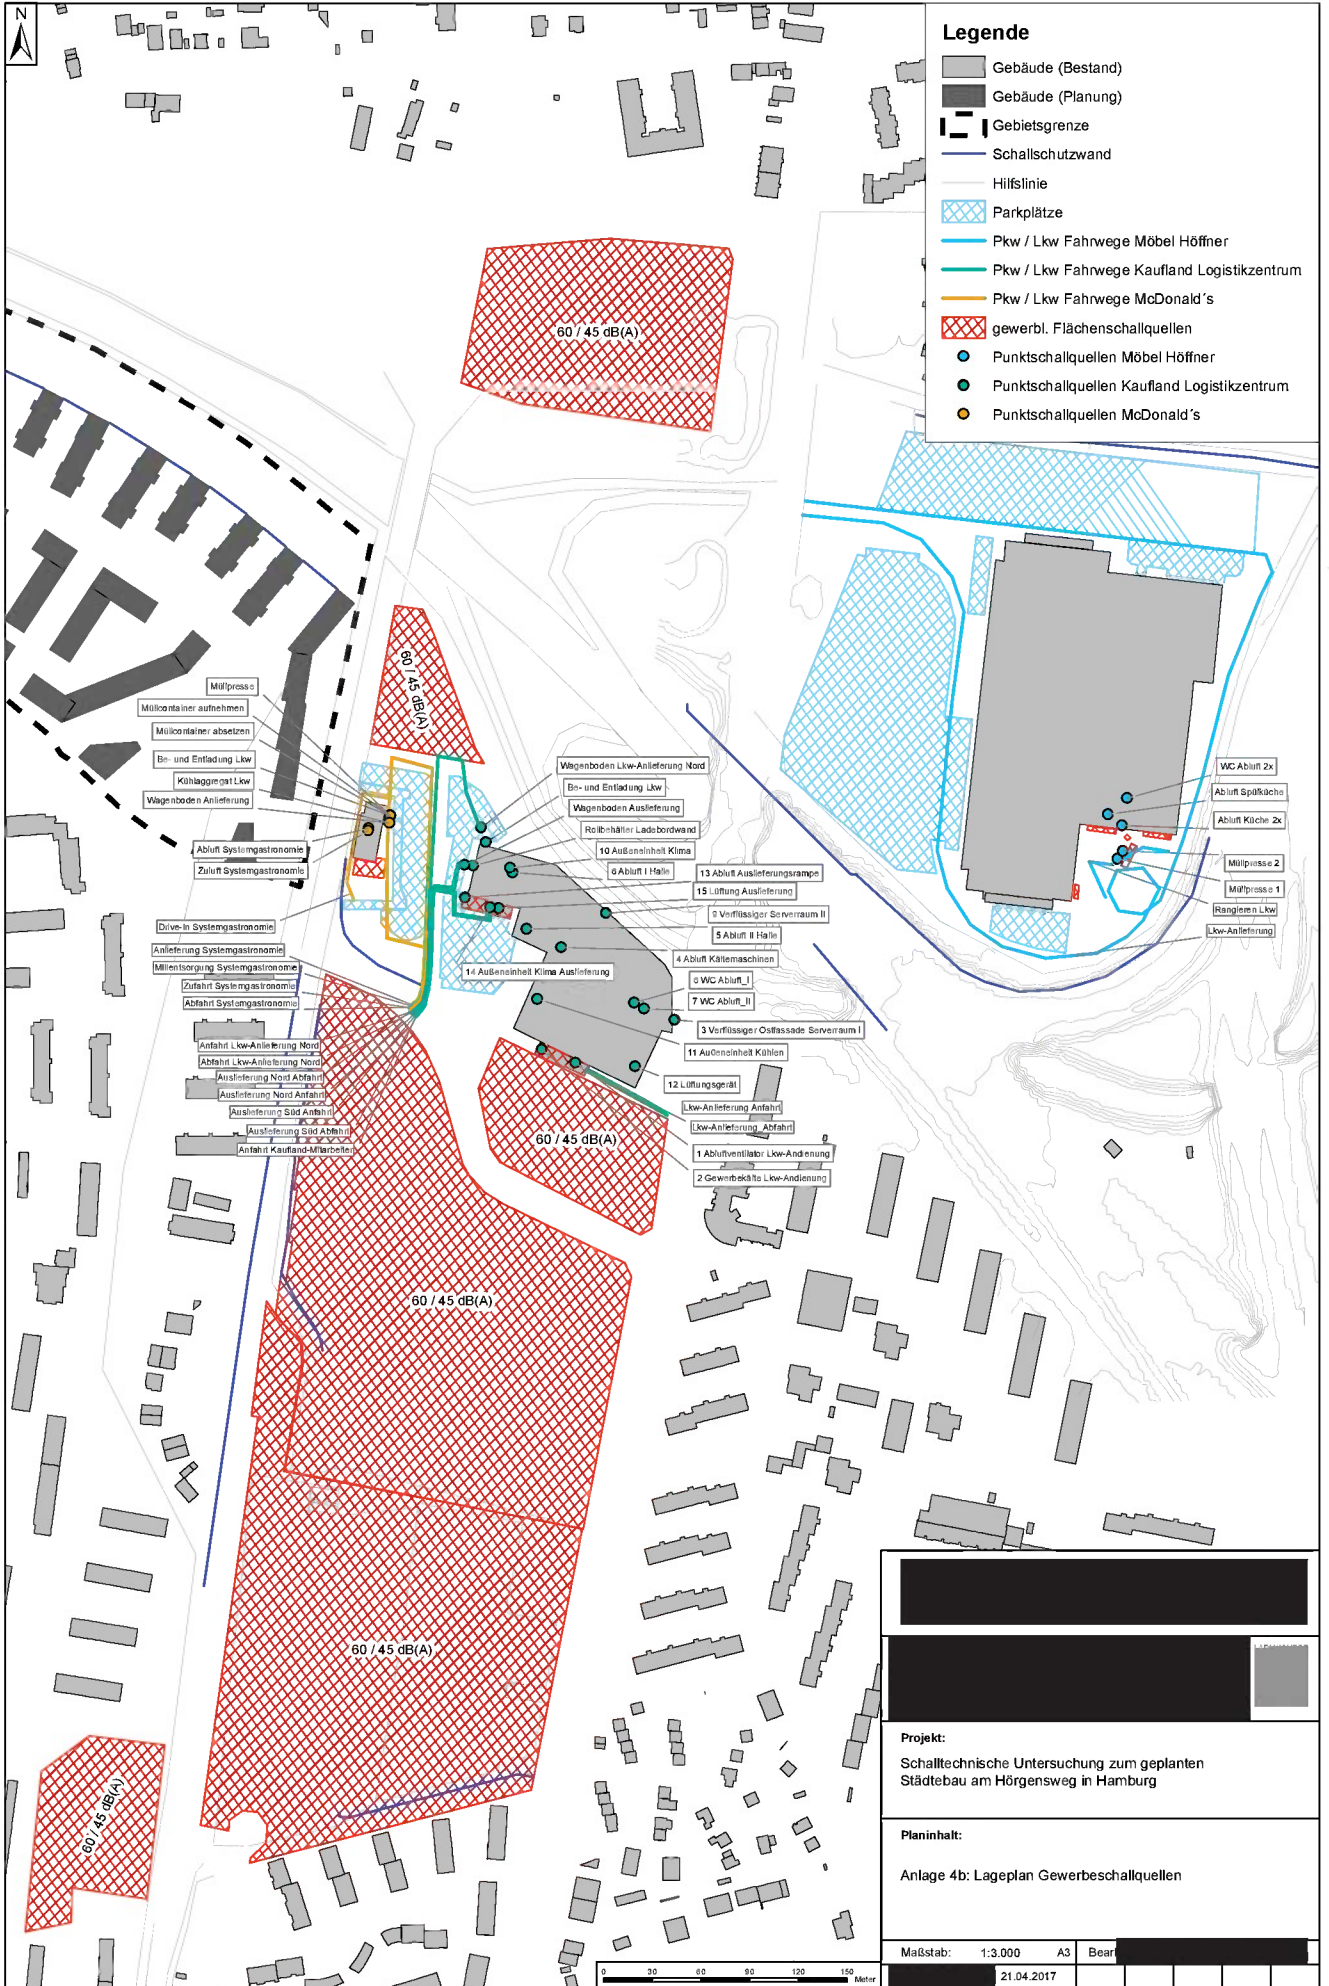 N
Legende
Gebäude (Bestand)
Gebäude (Planung)
Gebietsgrenze
Schallschutzwand
Hilfslinie
Parkplätze
Pkw / Lkw Fahrwege Möbel Höffner
Pkw / Lkw Fahrwege Kaufland Logistikzentrum
Pkw / Lkw Fahrwege McDonald´s
gewerbl. Flächenschallquellen
Punktschallquellen Möbel Höffner
Punktschallquellen Kaufland Logistikzentrum
Punktschallquellen McDonald´s
60 / 45 dB(A)
60 / 45 dB(A)
Müllpresse
Müllcontainer aufnehmen
Müllcontainer absetzen
Be- und Entladung Lkw
Kühlaggregat Lkw
Wagenboden Anlieferung
Abluft Systemgastronomie
Zuluft Systemgastronomie
Drive-In Systemgastronomie
Anlieferung Systemgastronomie
Müllentsorgung Systemgastronomie
Zufahrt Systemgastronomie
Abfahrt Systemgastronomie
Anfahrt Lkw-Anlieferung Nord
Abfahrt Lkw-Anlieferung Nord
Auslieferung Nord Abfahrt
Auslieferung Nord Anfahrt
Auslieferung Süd Anfahrt
Auslieferung Süd Abfahrt
Anfahrt Kaufland-Mitarbeiter
Wagenboden Lkw-Anlieferung Nord
Be- und Entladung Lkw
Wagenboden Auslieferung
Rollbehälter Ladebordwand
10 Außeneinheit Klima
8 Abluft I Halle
13 Abluft Auslieferungsrampe
15 Lüftung Auslieferung
9 Verflüssiger Serverraum II
5 Abluft II Halle
4 Abluft Kältemaschinen
14 Außeneinheit Klima Auslieferung
6 WC Abluft_I
7 WC Abluft_II
3 Verflüssiger Ostfassade Serverraum I
11 Außeneinheit Kühlen
12 Lüftungsgerät
Lkw-Anlieferung Anfahrt
Lkw-Anlieferung_Abfahrt
1 Abluftventilator Lkw-Andienung
2 Gewerbekälte Lkw-Andienung
WC Abluft 2x
Abluft Spülküche
Abluft Küche 2x
Müllpresse 2
Müllpresse 1
Rangieren Lkw
Lkw-Anlieferung
60 / 45 dB(A)
60 / 45 dB(A)
60 / 45 dB(A)
60 / 45 dB(A)
Projekt:
Schalltechnische Untersuchung zum geplanten
Städtebau am Hörgensweg in Hamburg
Planinhalt:
Anlage 4b: Lageplan Gewerbeschallquellen
Maßstab: 1:3.000 A3 Bear
21.04.2017
0 30 60 90 120 150
Meter